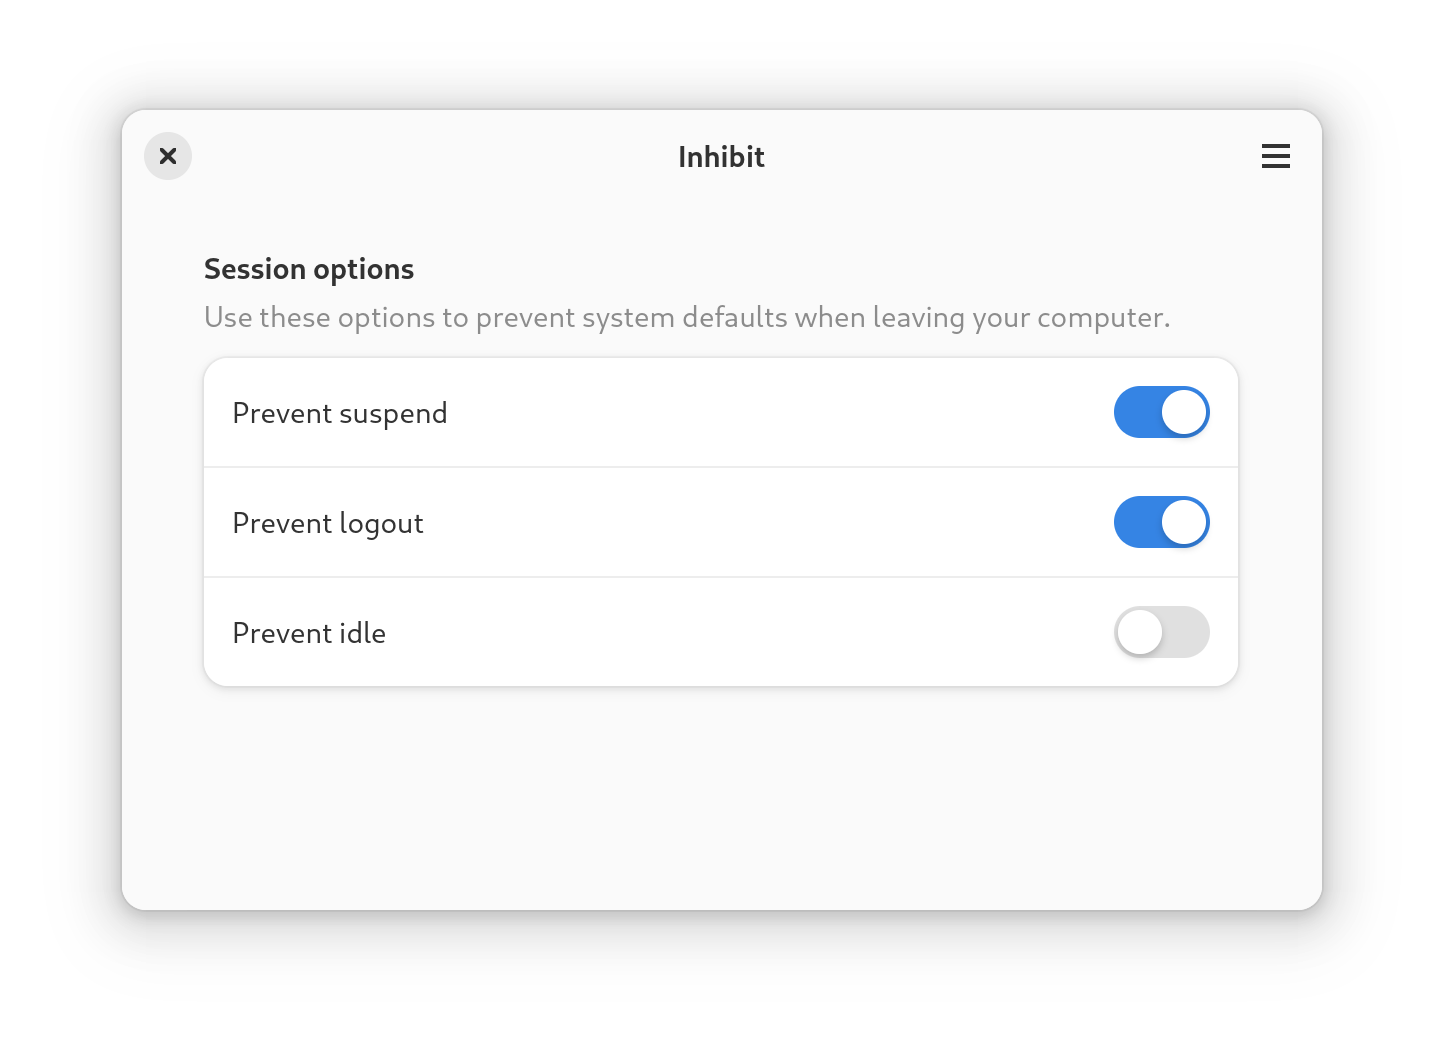 Inhibit
Session options
Use these options to prevent system defaults when leaving your computer.
Prevent suspend
Prevent logout
Prevent idle